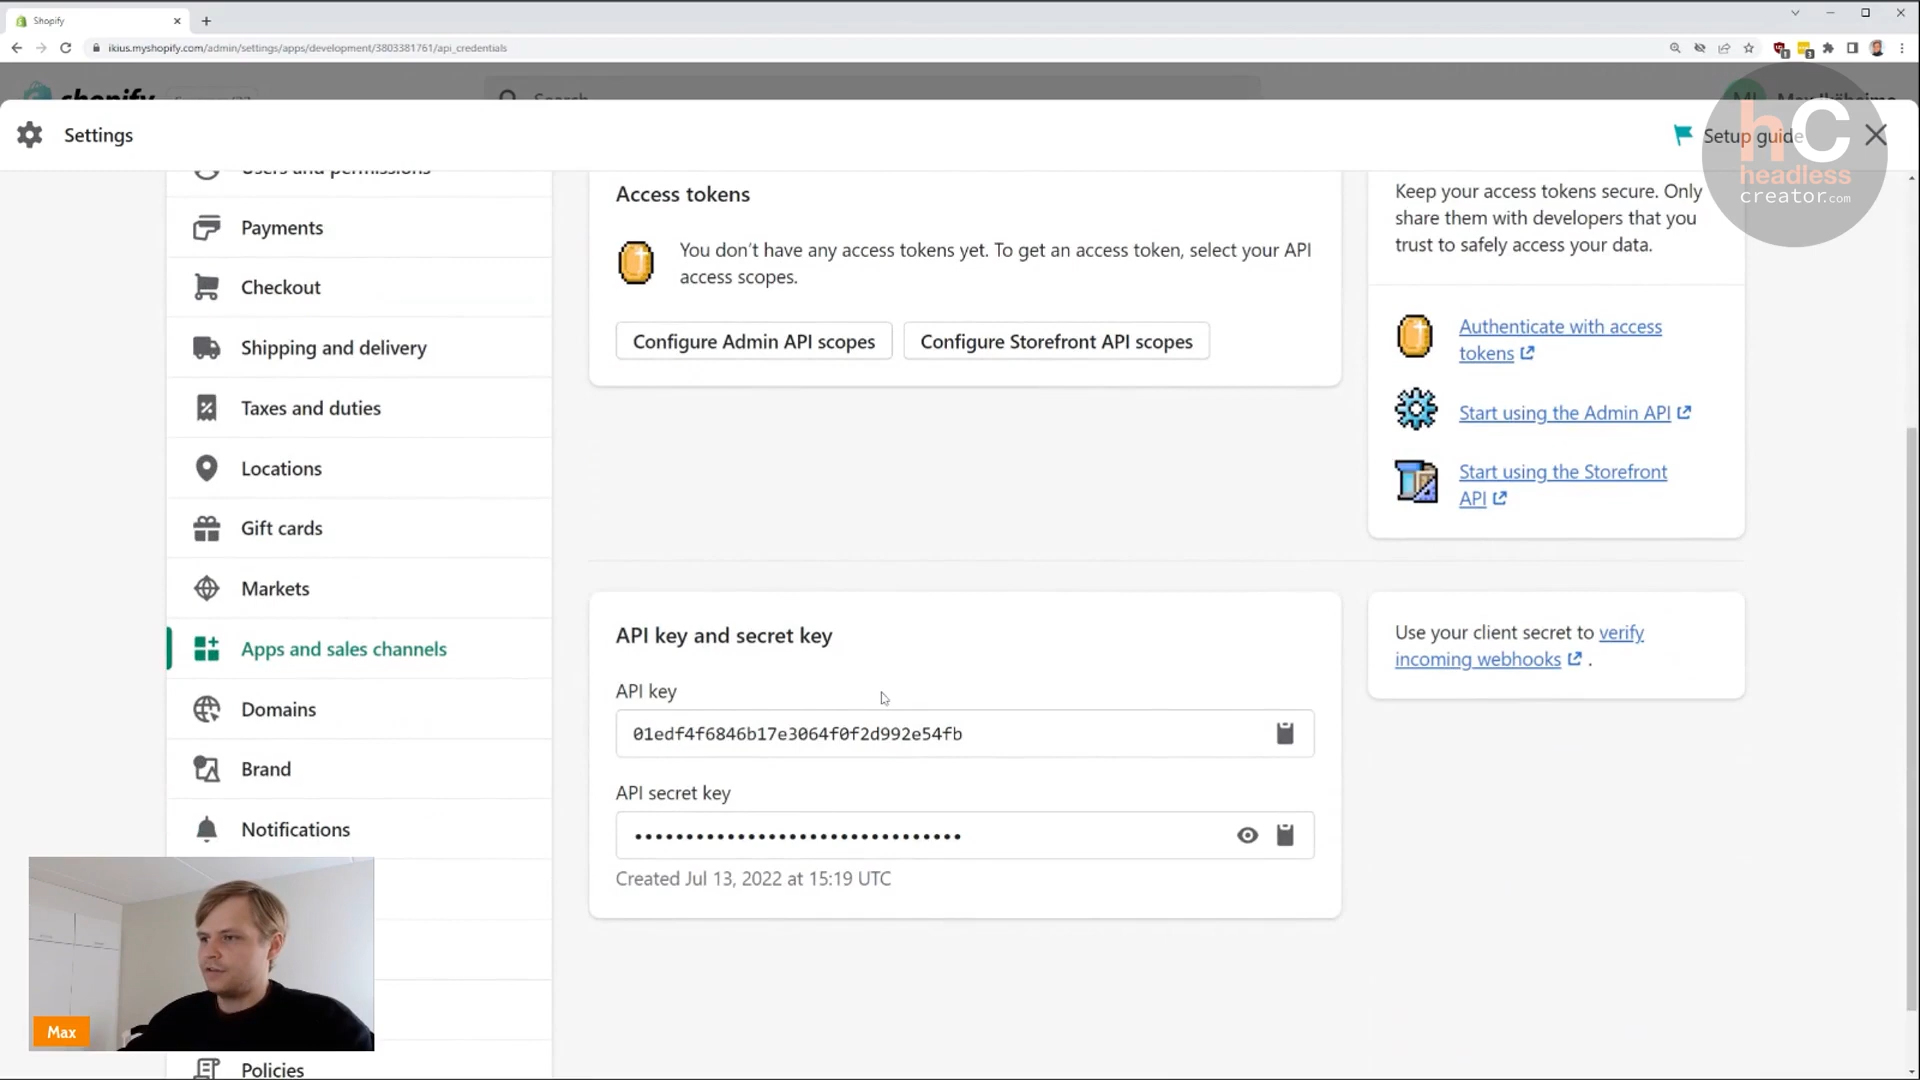 Shopify
ikius.myshopify.com/admin/settings/apps/development/3803381761/api_credentials
shopify
Search
Settings
Setup guide
hC
headless
creator.com
Users and permissions
Payments
Checkout
Shipping and delivery
Taxes and duties
Locations
Gift cards
Markets
Apps and sales channels
Domains
Brand
Notifications
Policies
Access tokens
You don't have any access tokens yet. To get an access token, select your API
access scopes.
Configure Admin API scopes
Configure Storefront API scopes
Keep your access tokens secure. Only
share them with developers that you
trust to safely access your data.
Authenticate with access
tokens
Start using the Admin API
Start using the Storefront
API
API key and secret key
API key
01edf4f6846b17e3064f0f2d992e54fb
API secret key
••••••••••••••••••••••••••••••••
Created Jul 13, 2022 at 15:19 UTC
Use your client secret to verify
incoming webhooks .
Max